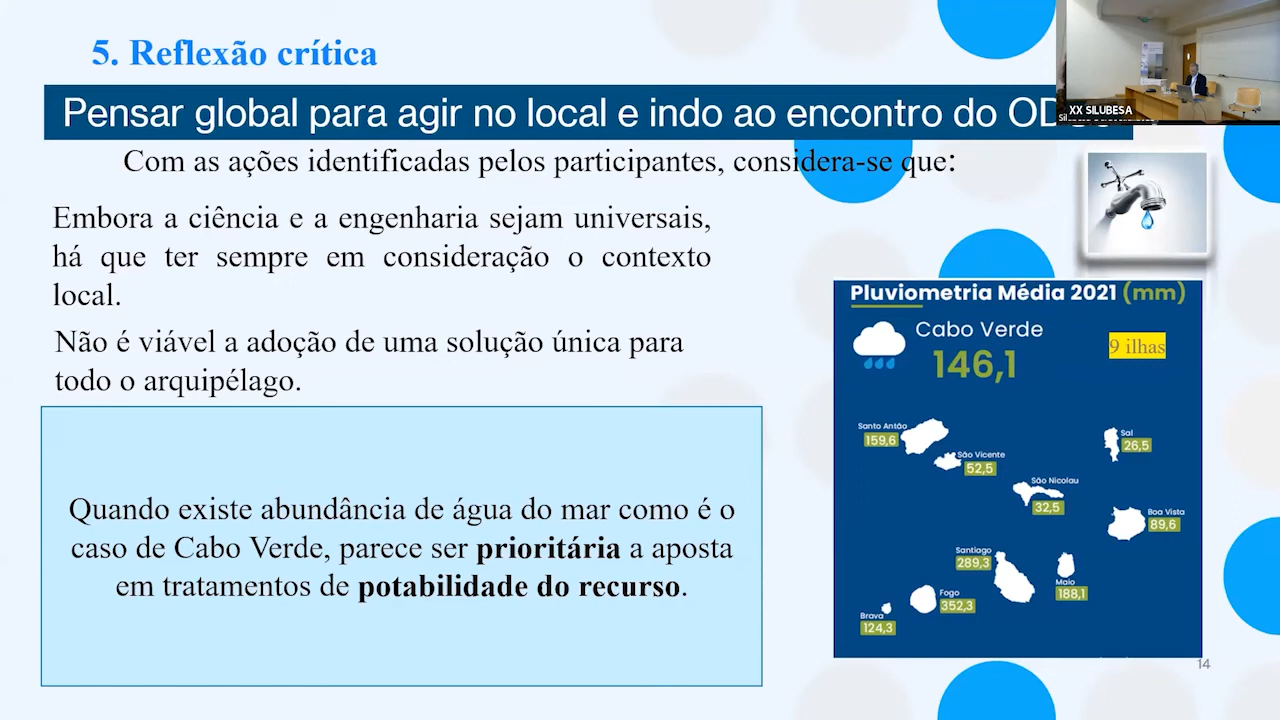 5. Reflexão crítica
Pensar global para agir no local e indo ao encontro do
XX SILUBESA
Com as ações identificadas pelos participantes, considera-se que:
Embora a ciência e a engenharia sejam universais,
há que ter sempre em consideração o contexto
local.
Não é viável a adoção de uma solução única para
todo o arquipélago.
Quando existe abundância de água do mar como é o
caso de Cabo Verde, parece ser prioritária a aposta
em tratamentos de potabilidade do recurso.
Pluviometria Média 2021 (mm)
Cabo Verde
146,1
9 ilhas
Santo Antão
159,6
São Vicente
52,5
São Nicolau
32,5
Sal
26,5
Boa Vista
89,6
Santiago
289,3
Maio
188,1
Fogo
352,3
Brava
124,3
14